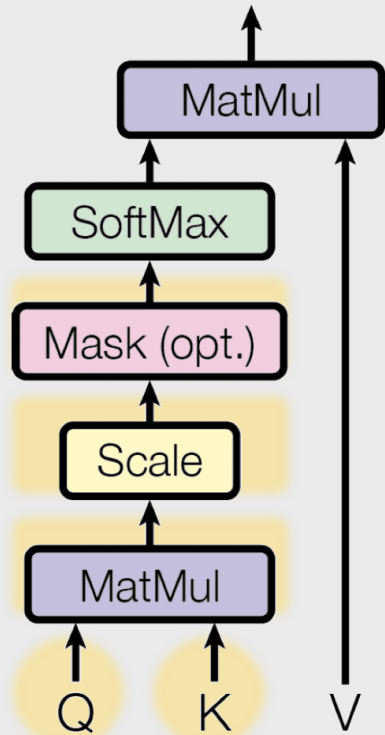 MatMul
SoftMax
Mask (opt.)
Scale
MatMul
Q K V